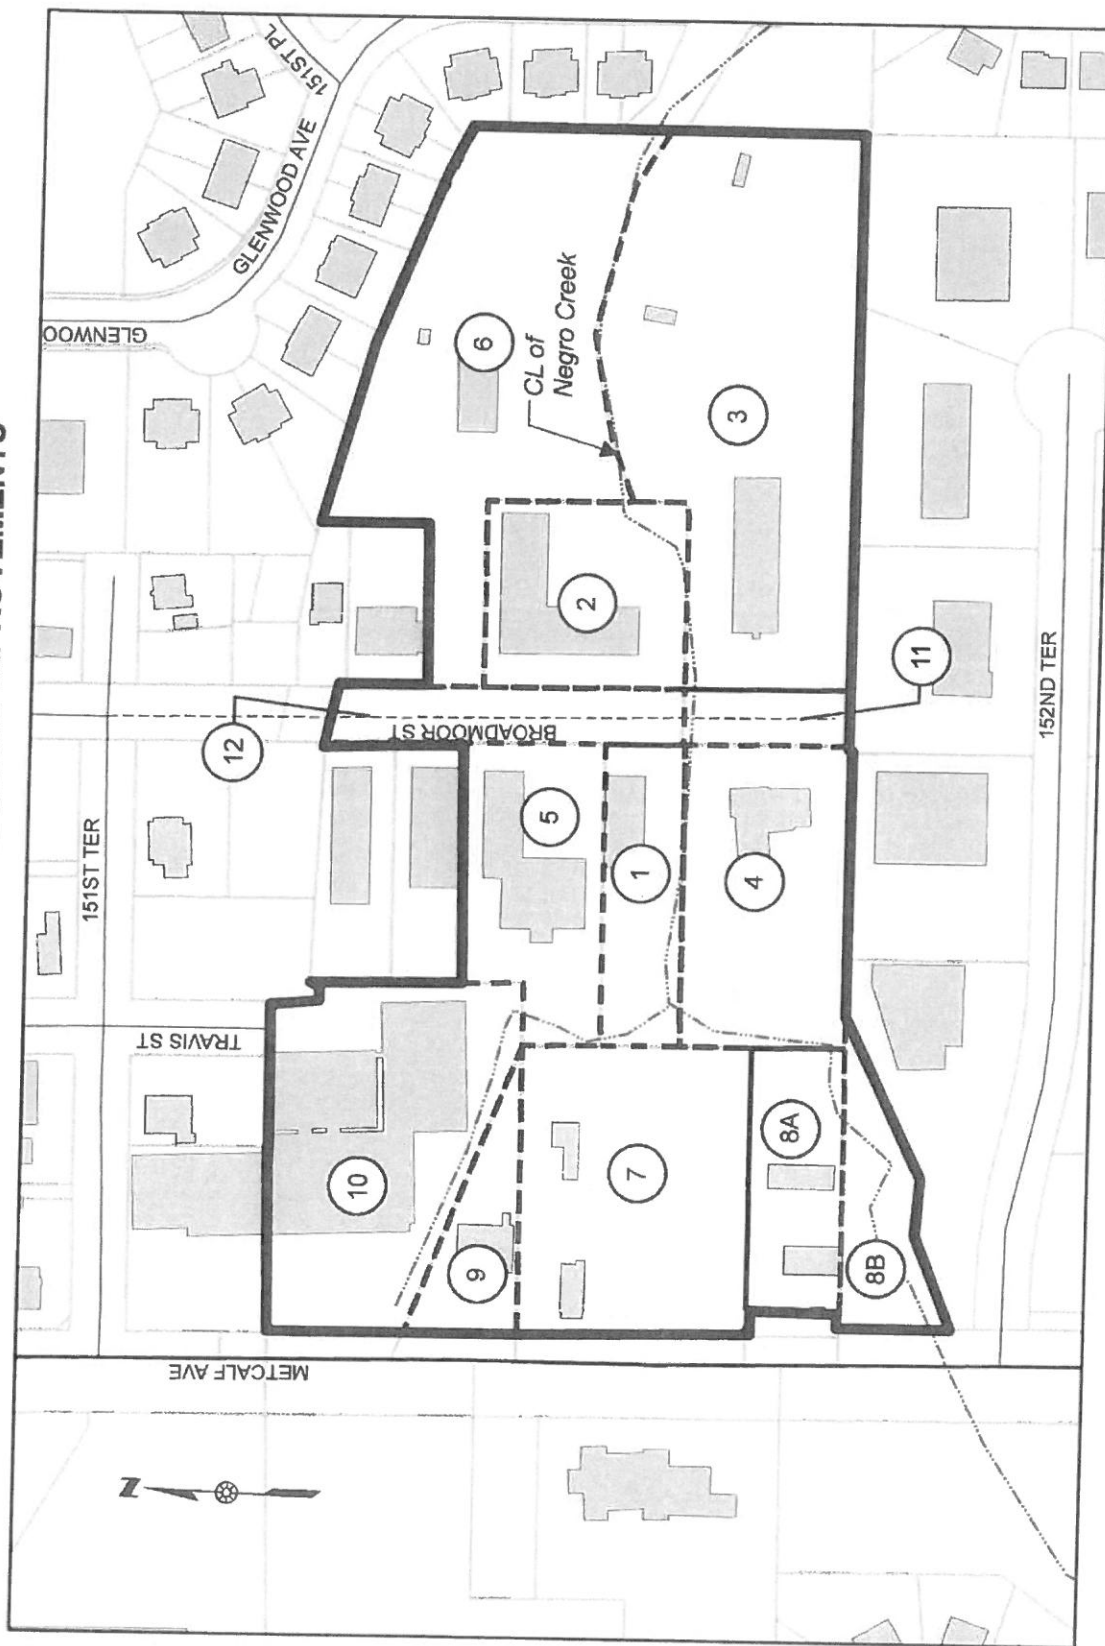 151ST TER
GLENWOO
GLENWOOD AVE
151ST PL
METCALF AVE
TRAVIS ST
12
BROADMOOR ST
10
9
5
6
CL of
Negro Creek
7
1
2
3
4
8A
8B
11
152ND TER
N